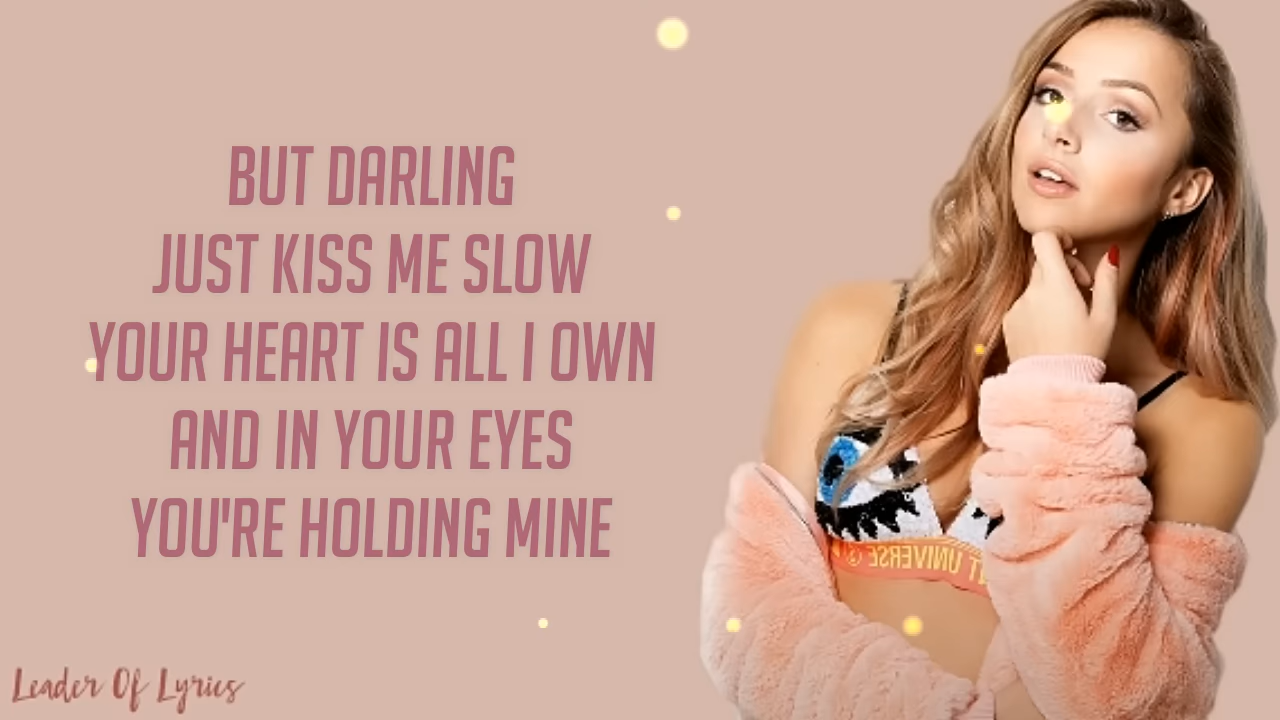 BUT DARLING
JUST KISS ME SLOW
YOUR HEART IS ALL I OWN
AND IN YOUR EYES
YOU'RE HOLDING MINE
T UNIVERSE
Leader Of Lyrics